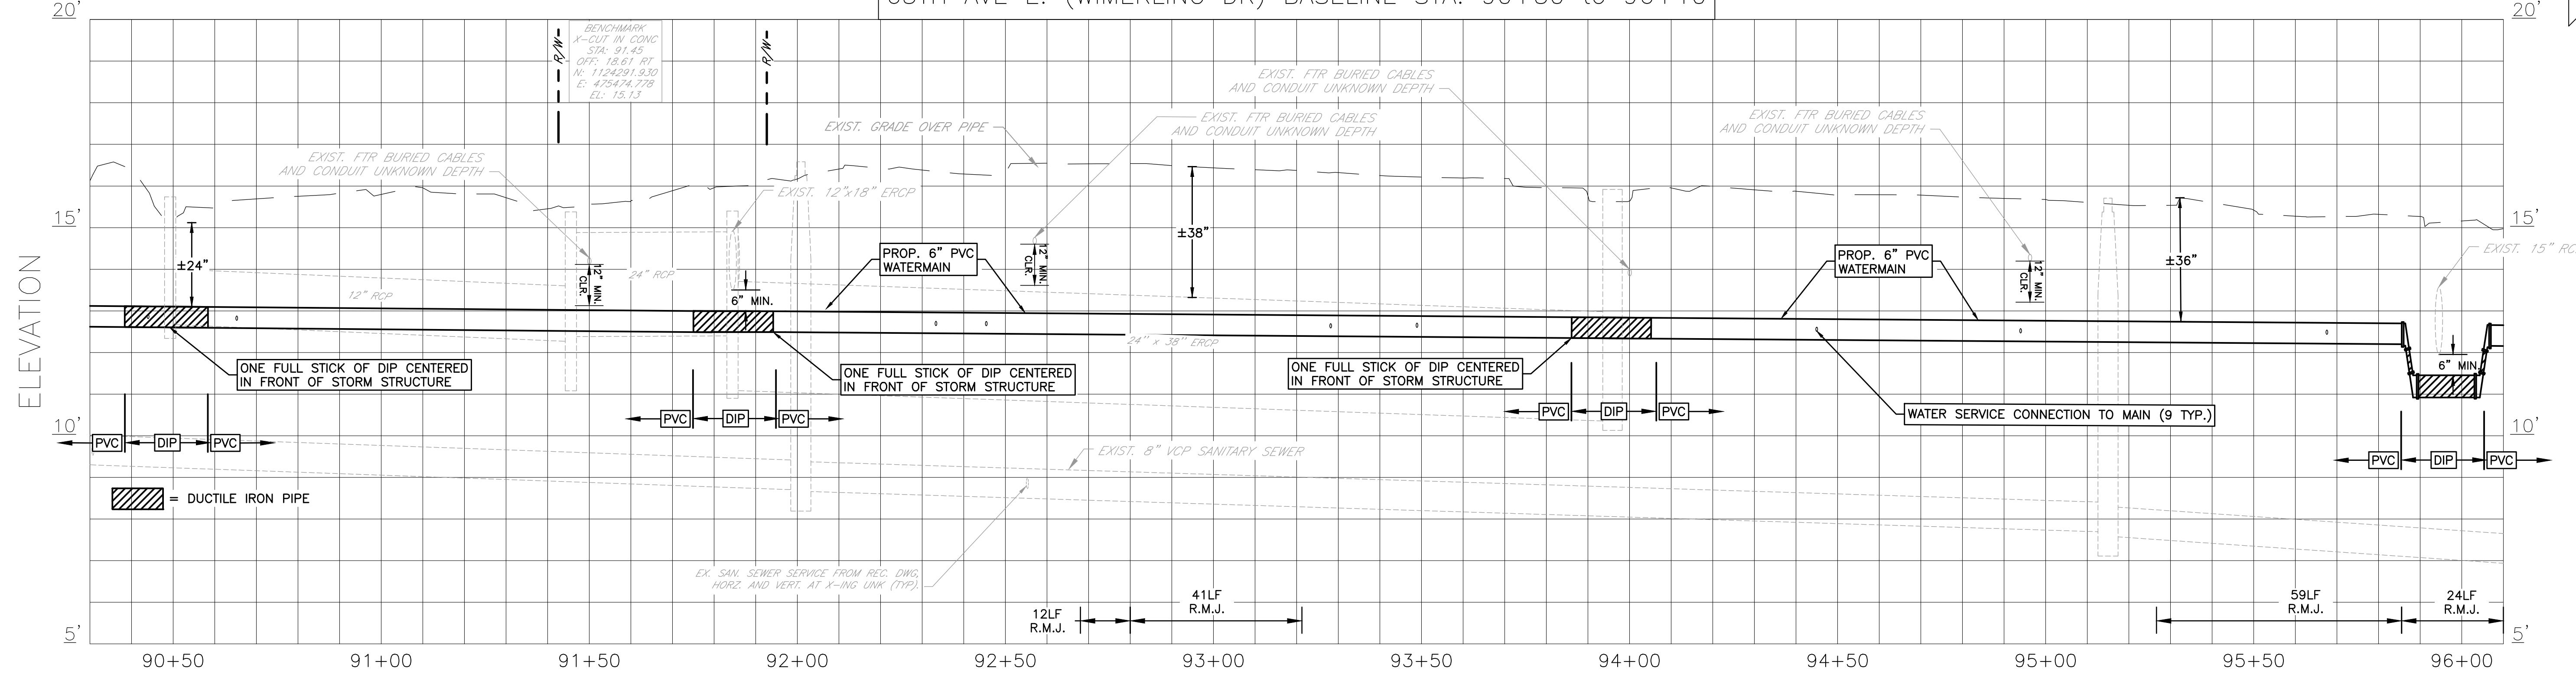 20'
20'
BENCHMARK
X-CUT IN CONC
STA: 91.45
OFF: 18.61 RT
N: 1124291.930
E: 475474.778
EL: 15.13
R/W
R/W
EXIST. FTR BURIED CABLES
AND CONDUIT UNKNOWN DEPTH
EXIST. GRADE OVER PIPE
EXIST. FTR BURIED CABLES
AND CONDUIT UNKNOWN DEPTH
EXIST. FTR BURIED CABLES
AND CONDUIT UNKNOWN DEPTH
EXIST. FTR BURIED CABLES
AND CONDUIT UNKNOWN DEPTH
EXIST. 12"x18" ERCP
15'
15'
±24"
12" MIN.
CLR.
24" RCP
12" RCP
6" MIN.
PROP. 6" PVC
WATERMAIN
12" MIN.
CLR.
±38"
PROP. 6" PVC
WATERMAIN
12" MIN.
CLR.
±36"
ELEVATION
ONE FULL STICK OF DIP CENTERED
IN FRONT OF STORM STRUCTURE
ONE FULL STICK OF DIP CENTERED
IN FRONT OF STORM STRUCTURE
24" x 38" ERCP
ONE FULL STICK OF DIP CENTERED
IN FRONT OF STORM STRUCTURE
6" MIN.
WATER SERVICE CONNECTION TO MAIN (9 TYP.)
10'
10'
PVC
DIP
PVC
PVC
DIP
PVC
PVC
DIP
PVC
PVC
DIP
PVC
EXIST. 8" VCP SANITARY SEWER
= DUCTILE IRON PIPE
EX. SAN. SEWER SERVICE FROM REC. DWG,
HORZ. AND VERT. AT X-ING UNK (TYP).
12LF
R.M.J.
41LF
R.M.J.
59LF
R.M.J.
24LF
R.M.J.
5'
5'
90+50
91+00
91+50
92+00
92+50
93+00
93+50
94+00
94+50
95+00
95+50
96+00
EXIST. 15"